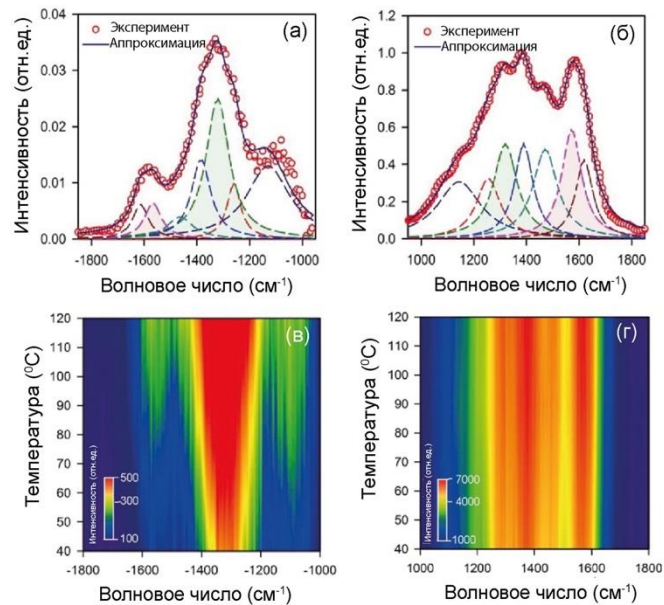 0.04
0.03
0.02
0.01
0.00
Эксперимент
Аппроксимация
(а)
Интенсивность (отн.ед.)
-1800 -1600 -1400 -1200 -1000
Волновое число (см⁻¹)
1.0
0.8
0.6
0.4
0.2
0.0
Эксперимент
Аппроксимация
(б)
Интенсивность (отн.ед.)
1000 1200 1400 1600 1800
Волновое число (см⁻¹)
120
110
100
90
80
70
60
50
40
(в)
Температура (⁰С)
Интенсивность (отн.ед.)
500
-300
100
-1800 -1600 -1400 -1200 -1000
Волновое число (см⁻¹)
120
110
100
90
80
70
60
50
40
(г)
Температура (⁰С)
Интенсивность (отн.ед.)
7000
4000
1000
1000 1200 1400 1600 1800
Волновое число (см⁻¹)